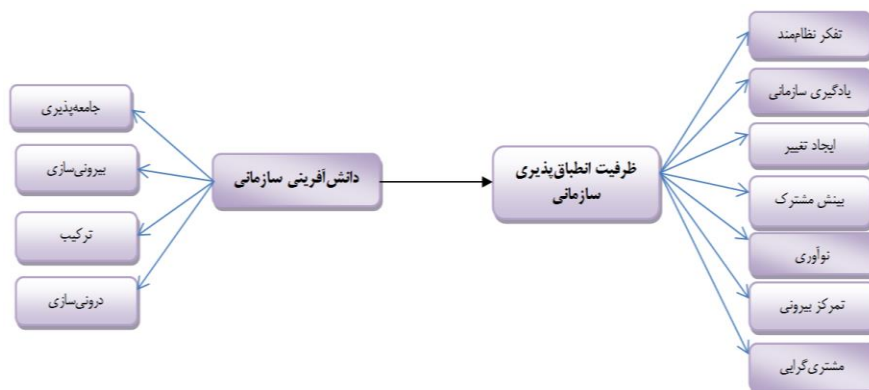 تفکر نظام‌مند
یادگیری سازمانی
ایجاد تغییر
بینش مشترک
نوآوری
تمرکز بیرونی
مشتری‌گرایی
ظرفیت انطباق‌پذیری
سازمانی
دانش‌آفرینی سازمانی
جامعه‌پذیری
بیرونی‌سازی
ترکیب
درونی‌سازی